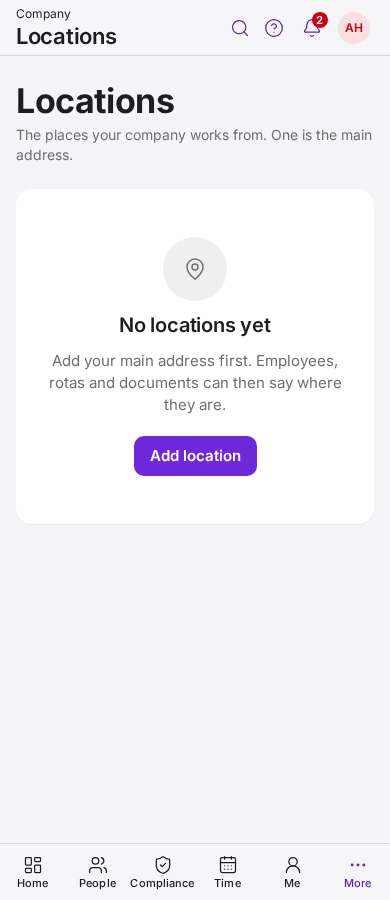 Company
Locations
2
AH
Locations
The places your company works from. One is the main
address.
No locations yet
Add your main address first. Employees,
rotas and documents can then say where
they are.
Add location
Home
People
Compliance
Time
Me
More